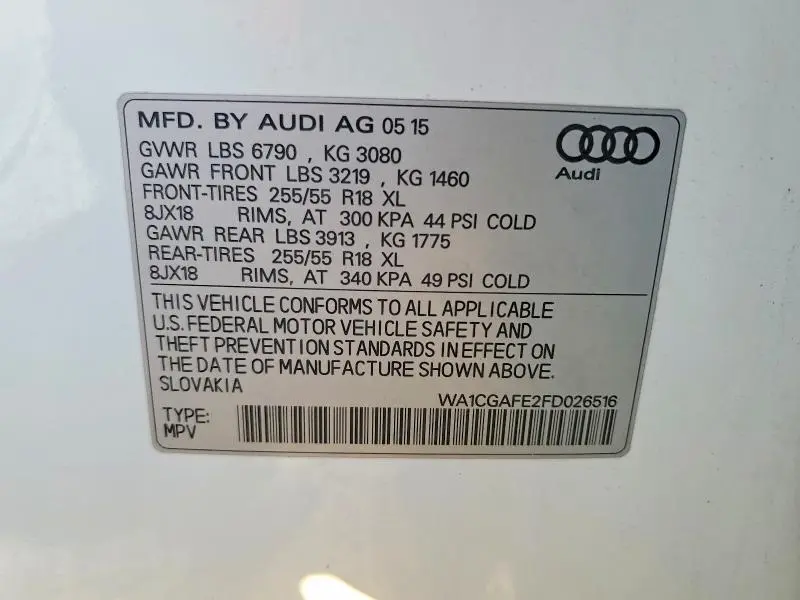 MFD. BY AUDI AG 05 15
GVWR LBS 6790 , KG 3080
GAWR FRONT LBS 3219 , KG 1460
FRONT-TIRES 255/55 R18 XL
8JX18 RIMS, AT 300 KPA 44 PSI COLD
GAWR REAR LBS 3913 , KG 1775
REAR-TIRES 255/55 R18 XL
8JX18 RIMS, AT 340 KPA 49 PSI COLD
Audi
THIS VEHICLE CONFORMS TO ALL APPLICABLE
U.S. FEDERAL MOTOR VEHICLE SAFETY AND
THEFT PREVENTION STANDARDS IN EFFECT ON
THE DATE OF MANUFACTURE SHOWN ABOVE.
SLOVAKIA
WA1CGAFE2FD026516
TYPE:
MPV